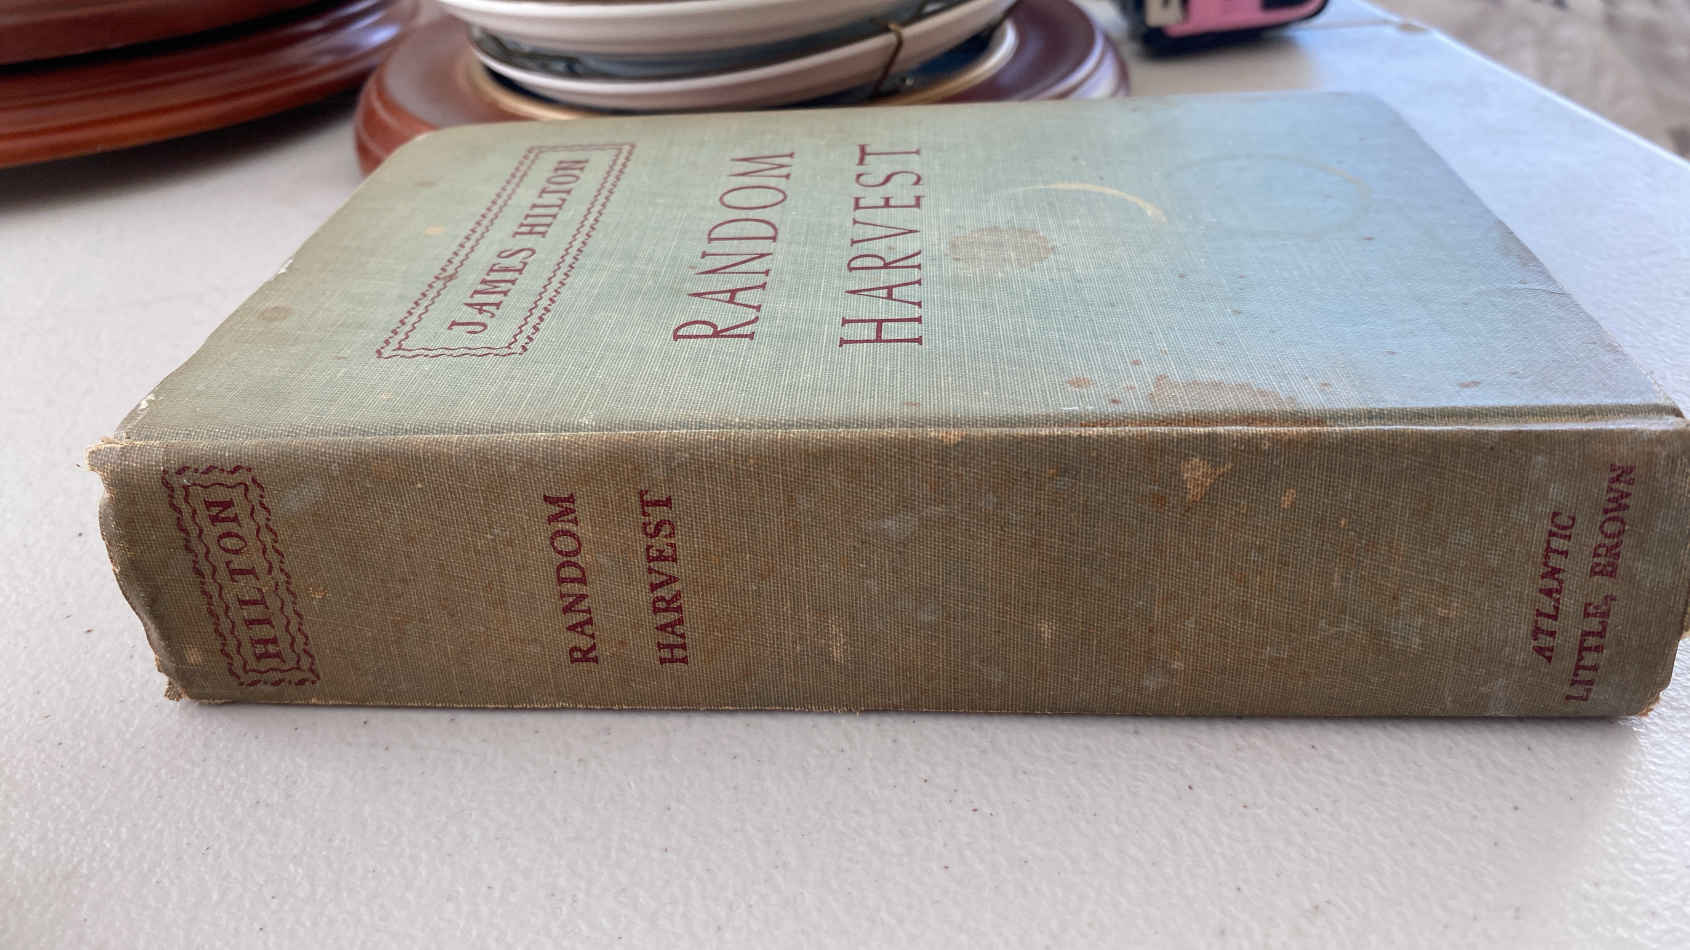 JAMES HILTON
RANDOM
HARVEST
HILTON
RANDOM
HARVEST
ATLANTIC
LITTLE, BROWN